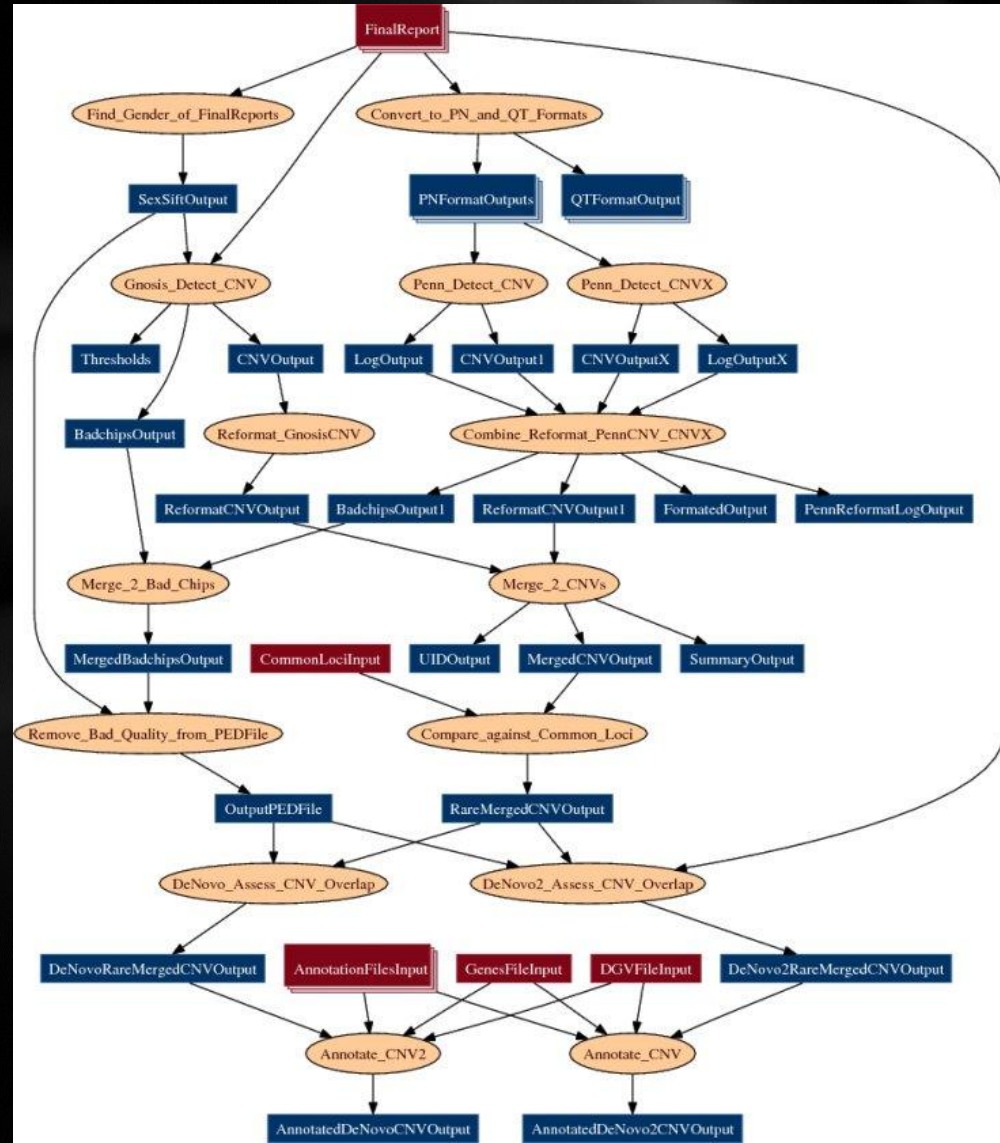 FinalReport
Find_Gender_of_FinalReports
Convert_to_PN_and_QT_Formats
SexSiftOutput
PNFormatOutputs
QTFormatOutput
Gnosis_Detect_CNV
Penn_Detect_CNV
Penn_Detect_CNVX
Thresholds
CNVOutput
LogOutput
CNVOutput1
CNVOutputX
LogOutputX
BadchipsOutput
Reformat_GnosisCNV
Combine_Reformat_PennCNV_CNVX
ReformatCNVOutput
BadchipsOutput1
ReformatCNVOutput1
FormatedOutput
PennReformatLogOutput
Merge_2_Bad_Chips
Merge_2_CNVs
MergedBadchipsOutput
CommonLociInput
UIDOutput
MergedCNVOutput
SummaryOutput
Remove_Bad_Quality_from_PEDFile
Compare_against_Common_Loci
OutputPEDFile
RareMergedCNVOutput
DeNovo_Assess_CNV_Overlap
DeNovo2_Assess_CNV_Overlap
DeNovoRareMergedCNVOutput
AnnotationFilesInput
GenesFileInput
DGVFileInput
DeNovo2RareMergedCNVOutput
Annotate_CNV2
Annotate_CNV
AnnotatedDeNovoCNVOutput
AnnotatedDeNovo2CNVOutput